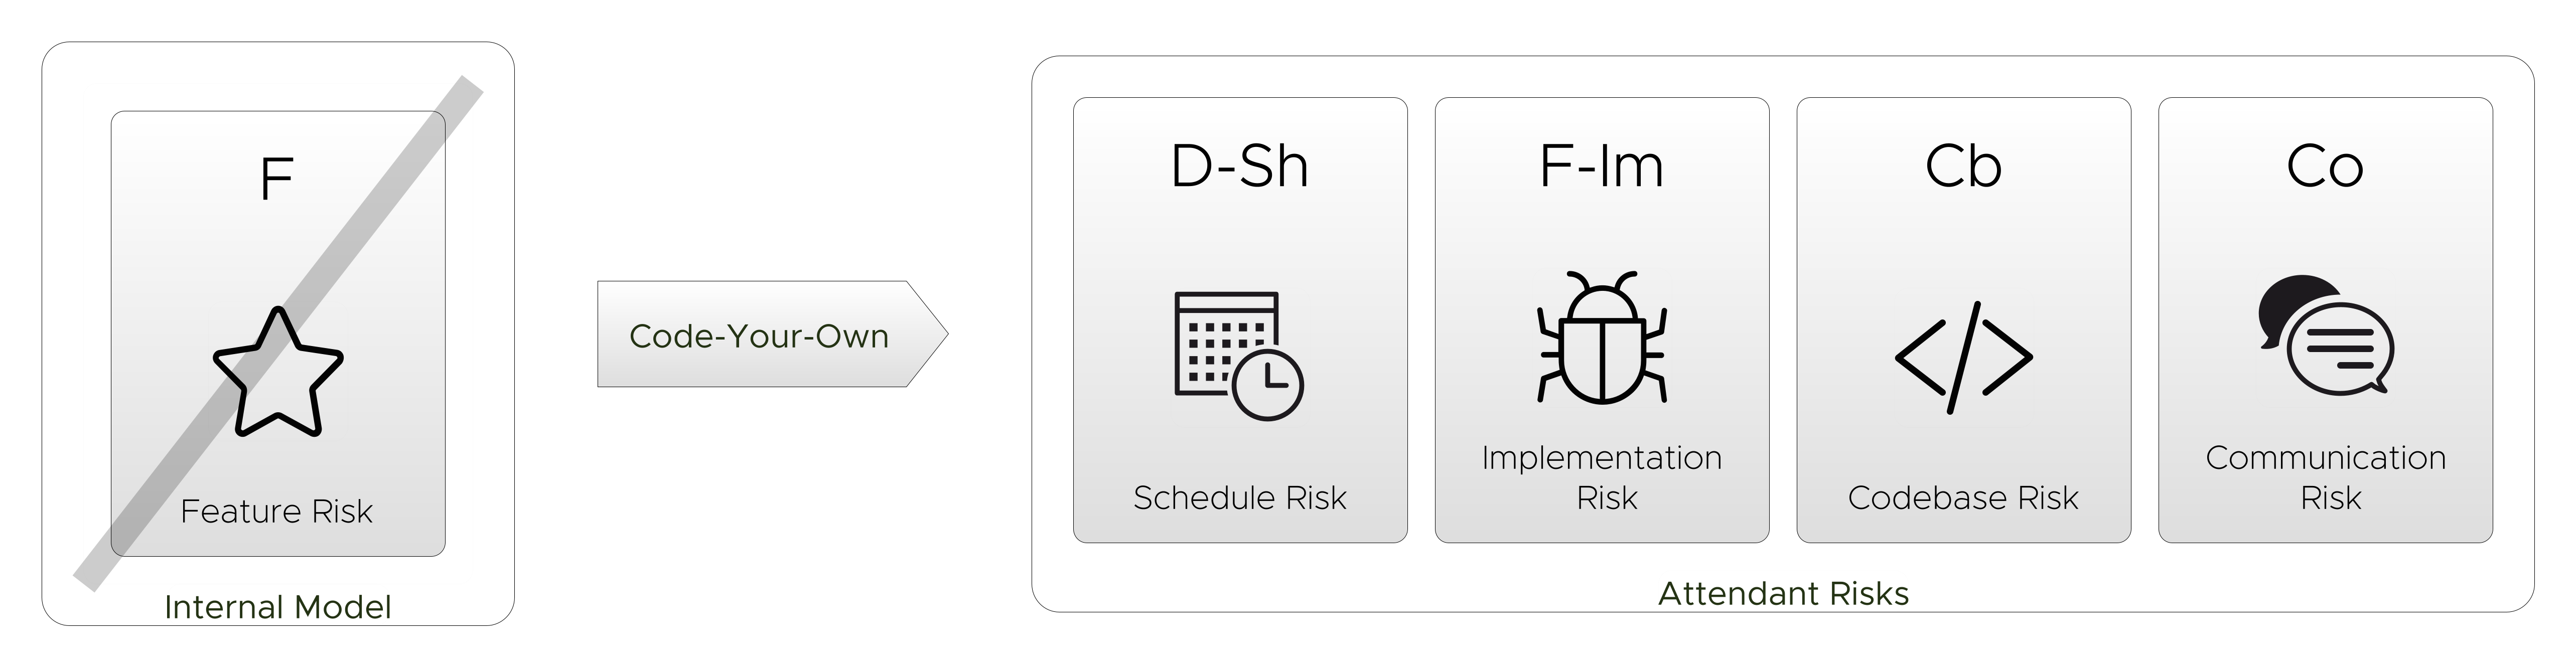 F
Feature Risk
Internal Model
Code-Your-Own
D-Sh
Schedule Risk
F-Im
Implementation
Risk
Cb
Codebase Risk
Co
Communication
Risk
Attendant Risks